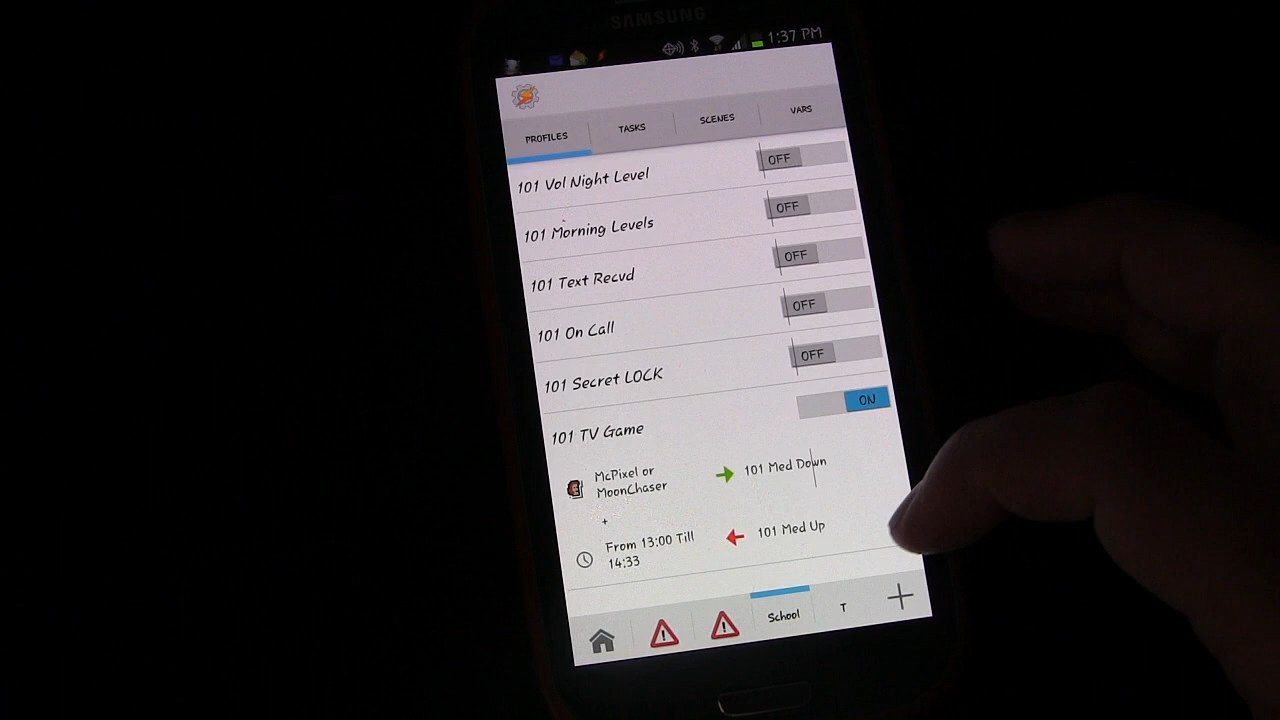 SAMSUNG
1:37 PM
PROFILES TASKS SCENES VARS
101 Vol Night Level OFF
101 Morning Levels OFF
101 Text Recvd OFF
101 On Call OFF
101 Secret LOCK OFF
101 TV Game ON
McPixel or
MoonChaser
101 Med Down
+
From 13:00 Till
14:33
101 Med Up
School T